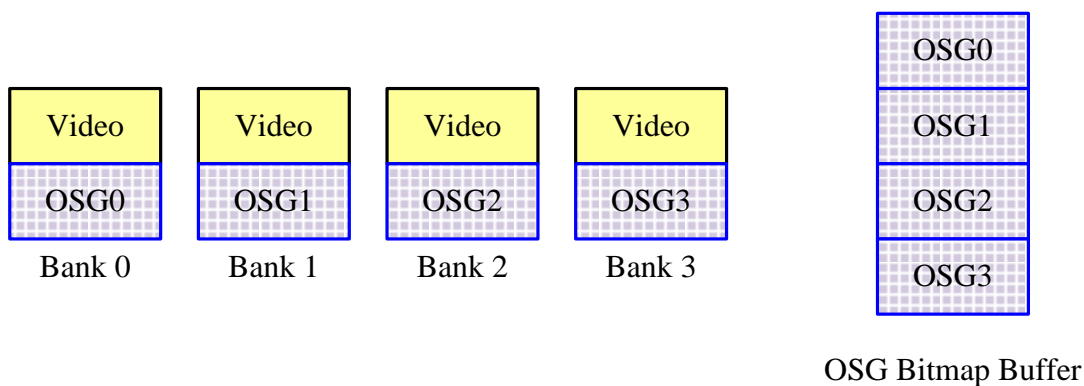 OSG0
Video Video Video Video
OSG1
OSG0 OSG1 OSG2 OSG3
OSG2
Bank 0 Bank 1 Bank 2 Bank 3
OSG3
OSG Bitmap Buffer